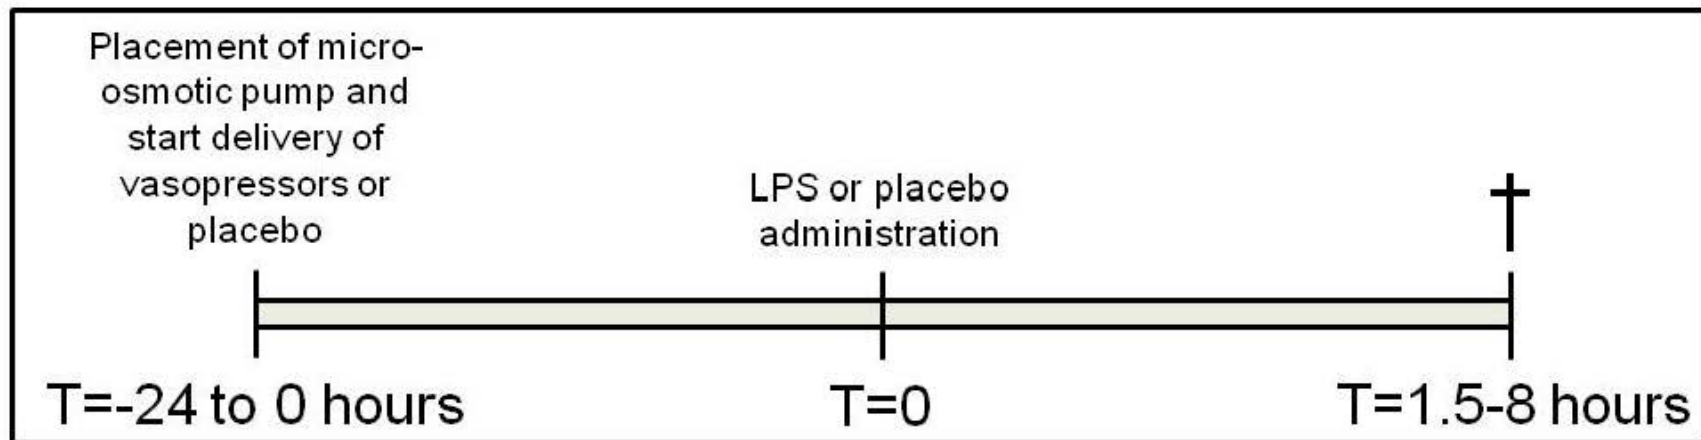 Placement of micro-
osmotic pump and
start delivery of
vasopressors or
placebo
LPS or placebo
administration
T=-24 to 0 hours
T=0
T=1.5-8 hours